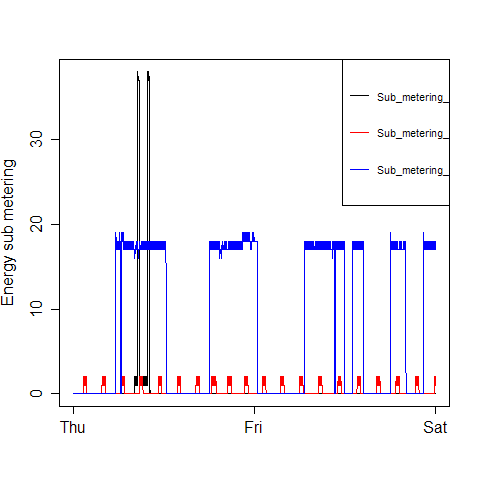 Sub_metering_
Sub_metering_
Sub_metering_
Energy sub metering
30
20
10
0
Thu Fri Sat